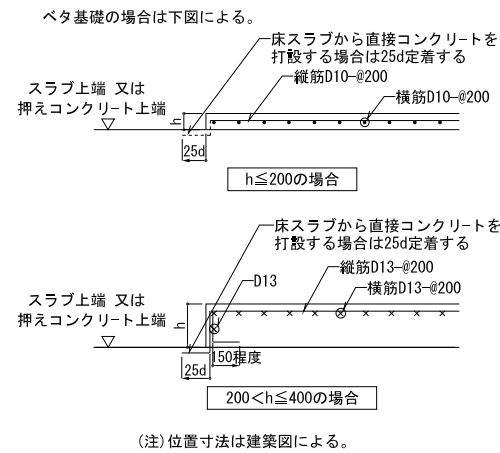 ベタ基礎の場合は下図による。
床スラブから直接コンクリートを
打設する場合は25d定着する
縦筋D10-@200
スラブ上端 又は
押えコンクリート上端
横筋D10-@200
h
25d
h≦200の場合
床スラブから直接コンクリートを
打設する場合は25d定着する
縦筋D13-@200
D13
横筋D13-@200
スラブ上端 又は
押えコンクリート上端
h
150程度
25d
200<h≦400の場合
(注)位置寸法は建築図による。